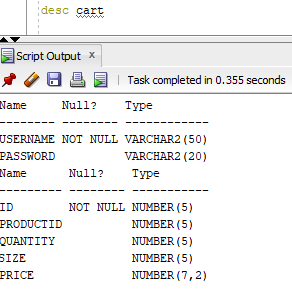 desc cart
Script Output x
Task completed in 0.355 seconds
Name Null? Type
-------- -------- ------------
USERNAME NOT NULL VARCHAR2(50)
PASSWORD VARCHAR2(20)
Name Null? Type
--------- -------- -----------
ID NOT NULL NUMBER(5)
PRODUCTID NUMBER(5)
QUANTITY NUMBER(5)
SIZE NUMBER(5)
PRICE NUMBER(7,2)